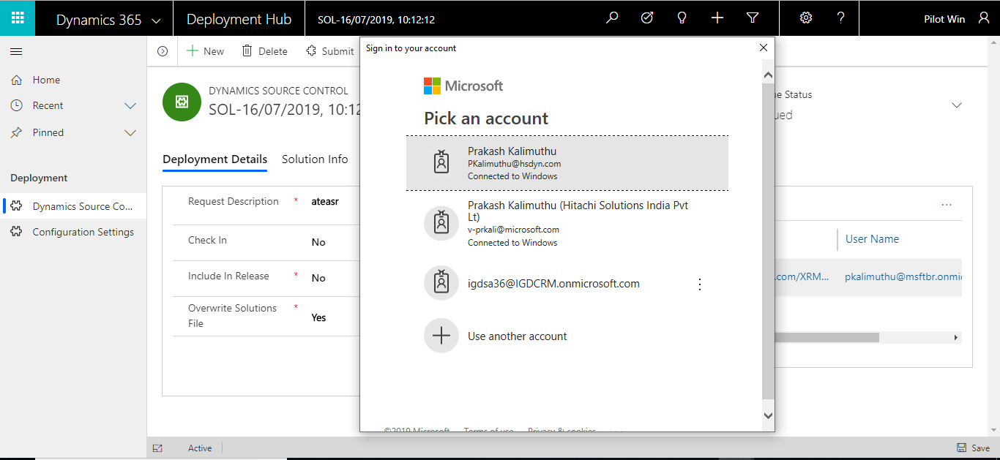 Dynamics 365
Deployment Hub
SOL-16/07/2019, 10:12:12
?
Pilot Win
Home
Recent
Pinned
Deployment
Dynamics Source Co...
Configuration Settings
New
Delete
Submit
DYNAMICS SOURCE CONTROL
SOL-16/07/2019, 10:12
Deployment Details
Solution Info
Request Description * ateasr
Check In No
Include In Release * No
Overwrite Solutions
File
* Yes
Sign in to your account
Microsoft
Pick an account
Prakash Kalimuthu
PKalimuthu@hsdyn.com
Connected to Windows
Prakash Kalimuthu (Hitachi Solutions India Pvt
Lt)
v-prkali@microsoft.com
Connected to Windows
igdsa36@IGDCRM.onmicrosoft.com
Use another account
©2019 Microsoft Terms of use Privacy & cookies
Status
...
User Name
.com/XRM...
pkalimuthu@msftbr.onmi
Active
Save